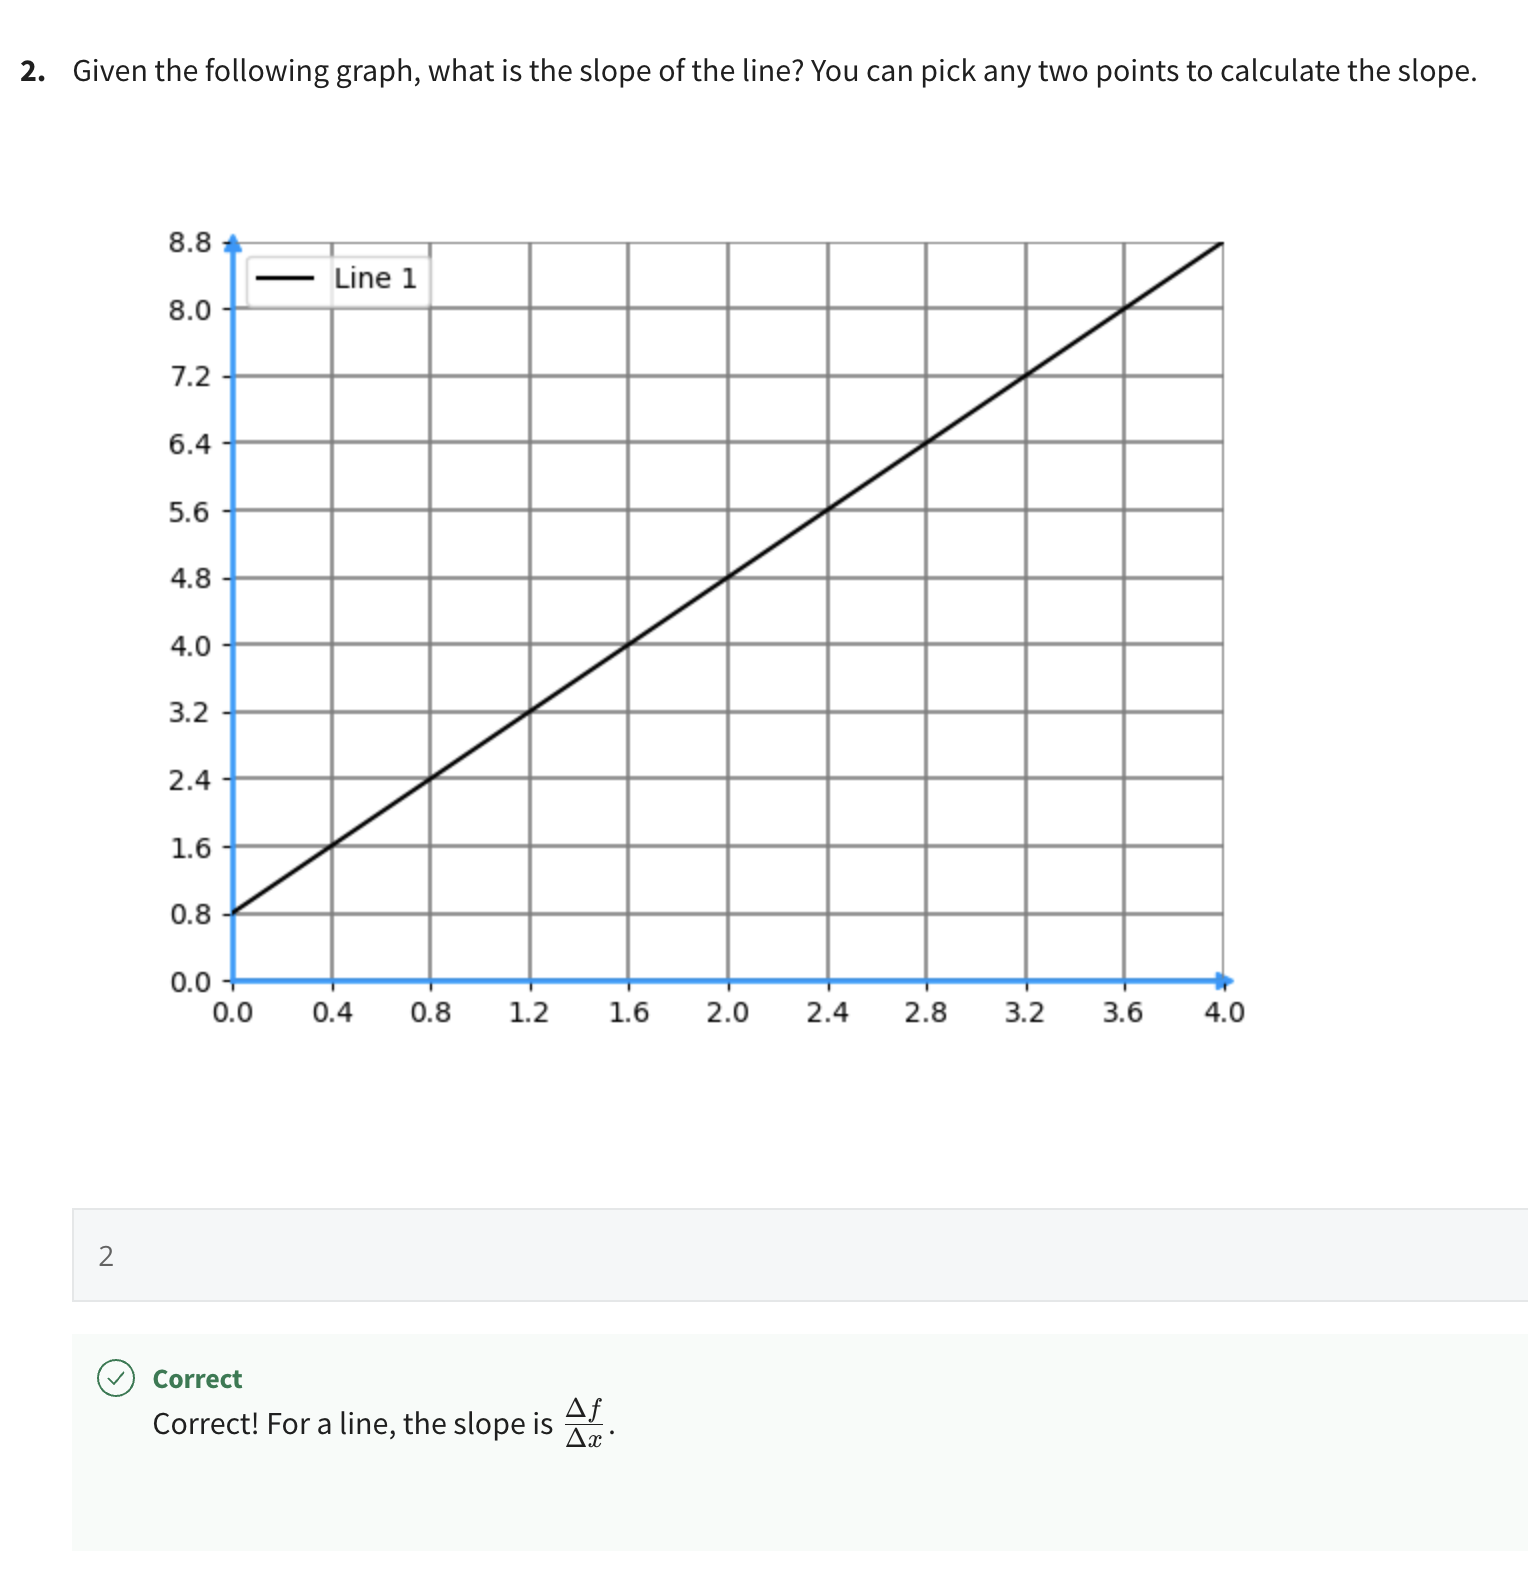 2. Given the following graph, what is the slope of the line? You can pick any two points to calculate the slope.
8.8
Line 1
8.0
7.2
6.4
5.6
4.8
4.0
3.2
2.4
1.6
0.8
0.0
0.0 0.4 0.8 1.2 1.6 2.0 2.4 2.8 3.2 3.6 4.0
2
Correct
Correct! For a line, the slope is Δf/Δx.